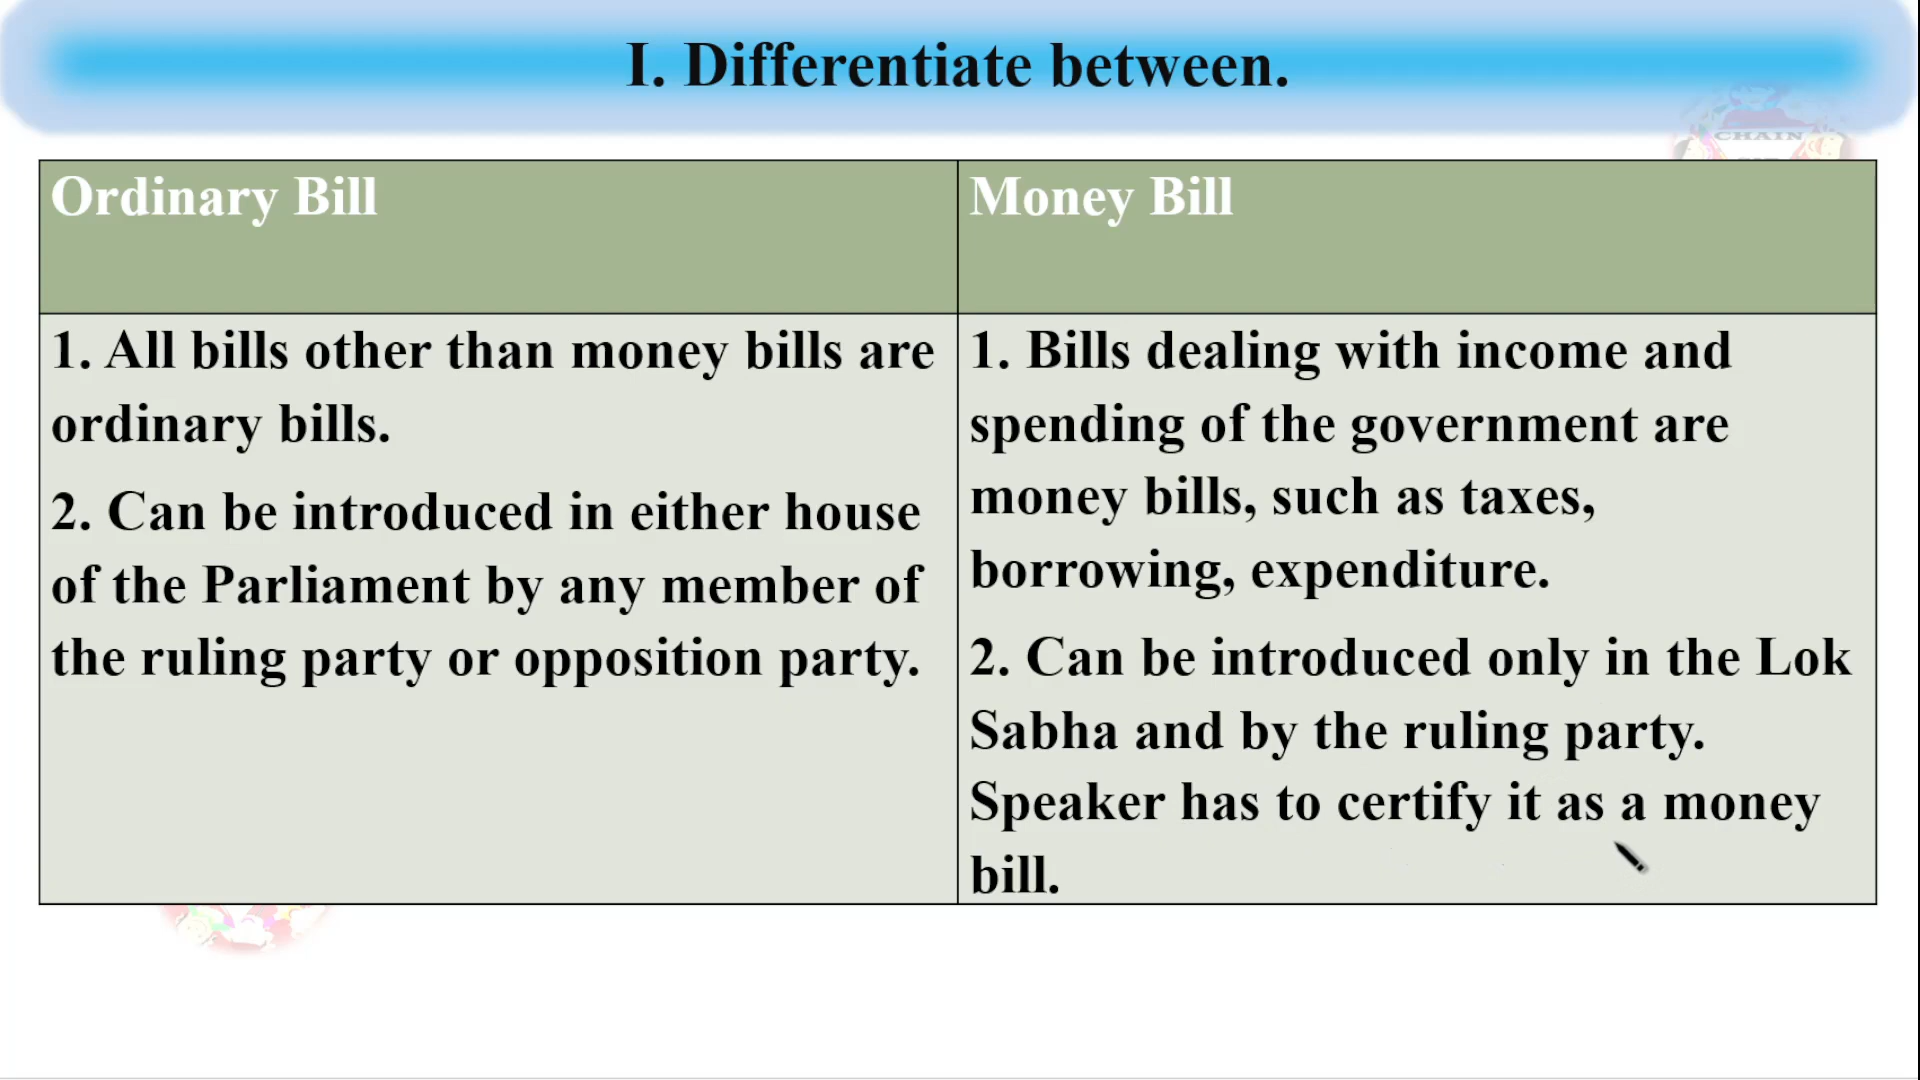 I. Differentiate between.
CHAIN
Ordinary Bill
Money Bill
1. All bills other than money bills are
ordinary bills.
2. Can be introduced in either house
of the Parliament by any member of
the ruling party or opposition party.
1. Bills dealing with income and
spending of the government are
money bills, such as taxes,
borrowing, expenditure.
2. Can be introduced only in the Lok
Sabha and by the ruling party.
Speaker has to certify it as a money
bill.